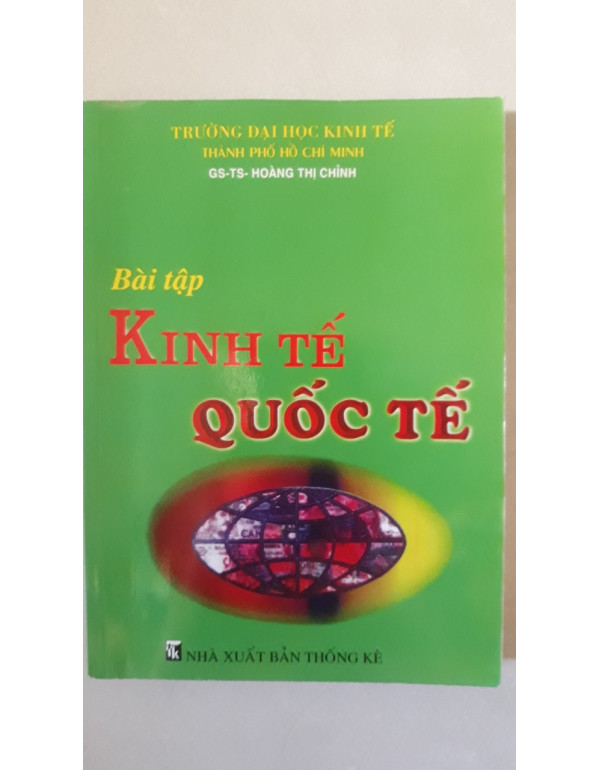 TRƯỜNG ĐẠI HỌC KINH TẾ
THÀNH PHỐ HỒ CHÍ MINH
GS-TS- HOÀNG THỊ CHỈNH
Bài tập
KINH TẾ
QUỐC TẾ
NHÀ XUẤT BẢN THỐNG KÊ